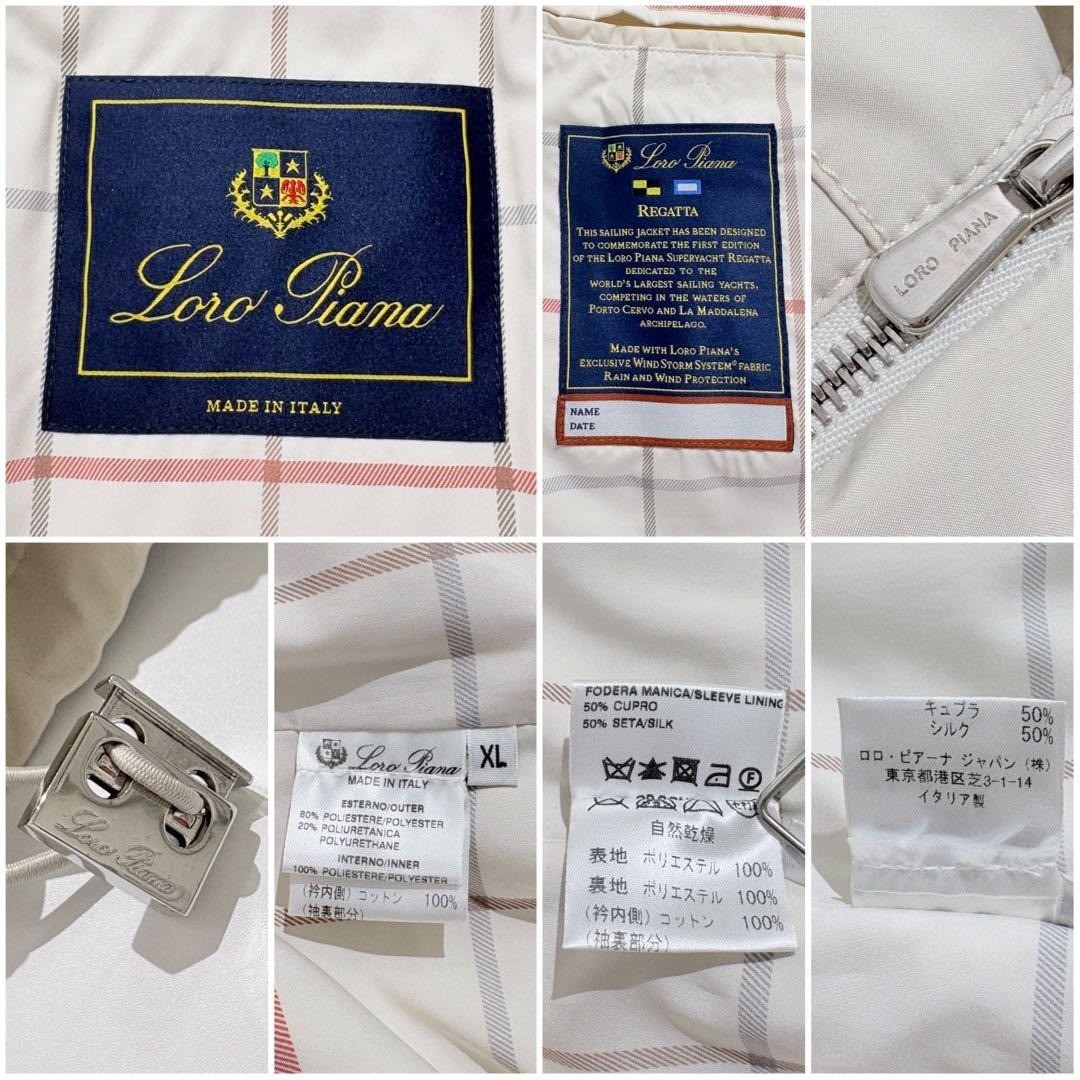 Loro Piana
MADE IN ITALY
Loro Piana
REGATTA
THIS SAILING JACKET HAS BEEN DESIGNED
TO COMMEMORATE THE FIRST EDITION
OF THE LORO PIANA SUPERYACHT REGATTA
DEDICATED TO THE
WORLD'S LARGEST SAILING YACHTS,
COMPETING IN THE WATERS OF
PORTO CERVO AND LA MADDALENA
ARCHIPELAGO.
MADE WITH LORO PIANA'S
EXCLUSIVE WIND STORM SYSTEM® FABRIC
RAIN AND WIND PROTECTION
NAME
DATE
LORO PIANA
Loro Piana
Loro Piana
XL
MADE IN ITALY
ESTERNO/OUTER
80% POLIESTERE/POLYESTER
20% POLIURETANICA
POLYURETHANE
INTERNO/INNER
100% POLIESTERE/POLYESTER
(衿内側) コットン 100%
(袖裏部分)
FODERA MANICA/SLEEVE LINING
50% CUPRO
50% SETA/SILK
自然乾燥
表地 ポリエステル 100%
裏地 ポリエステル 100%
(衿内側) コットン 100%
(袖裏部分)
キュプラ 50%
シルク 50%
ロロ・ピアーナ ジャパン (株)
東京都港区芝3-1-14
イタリア製